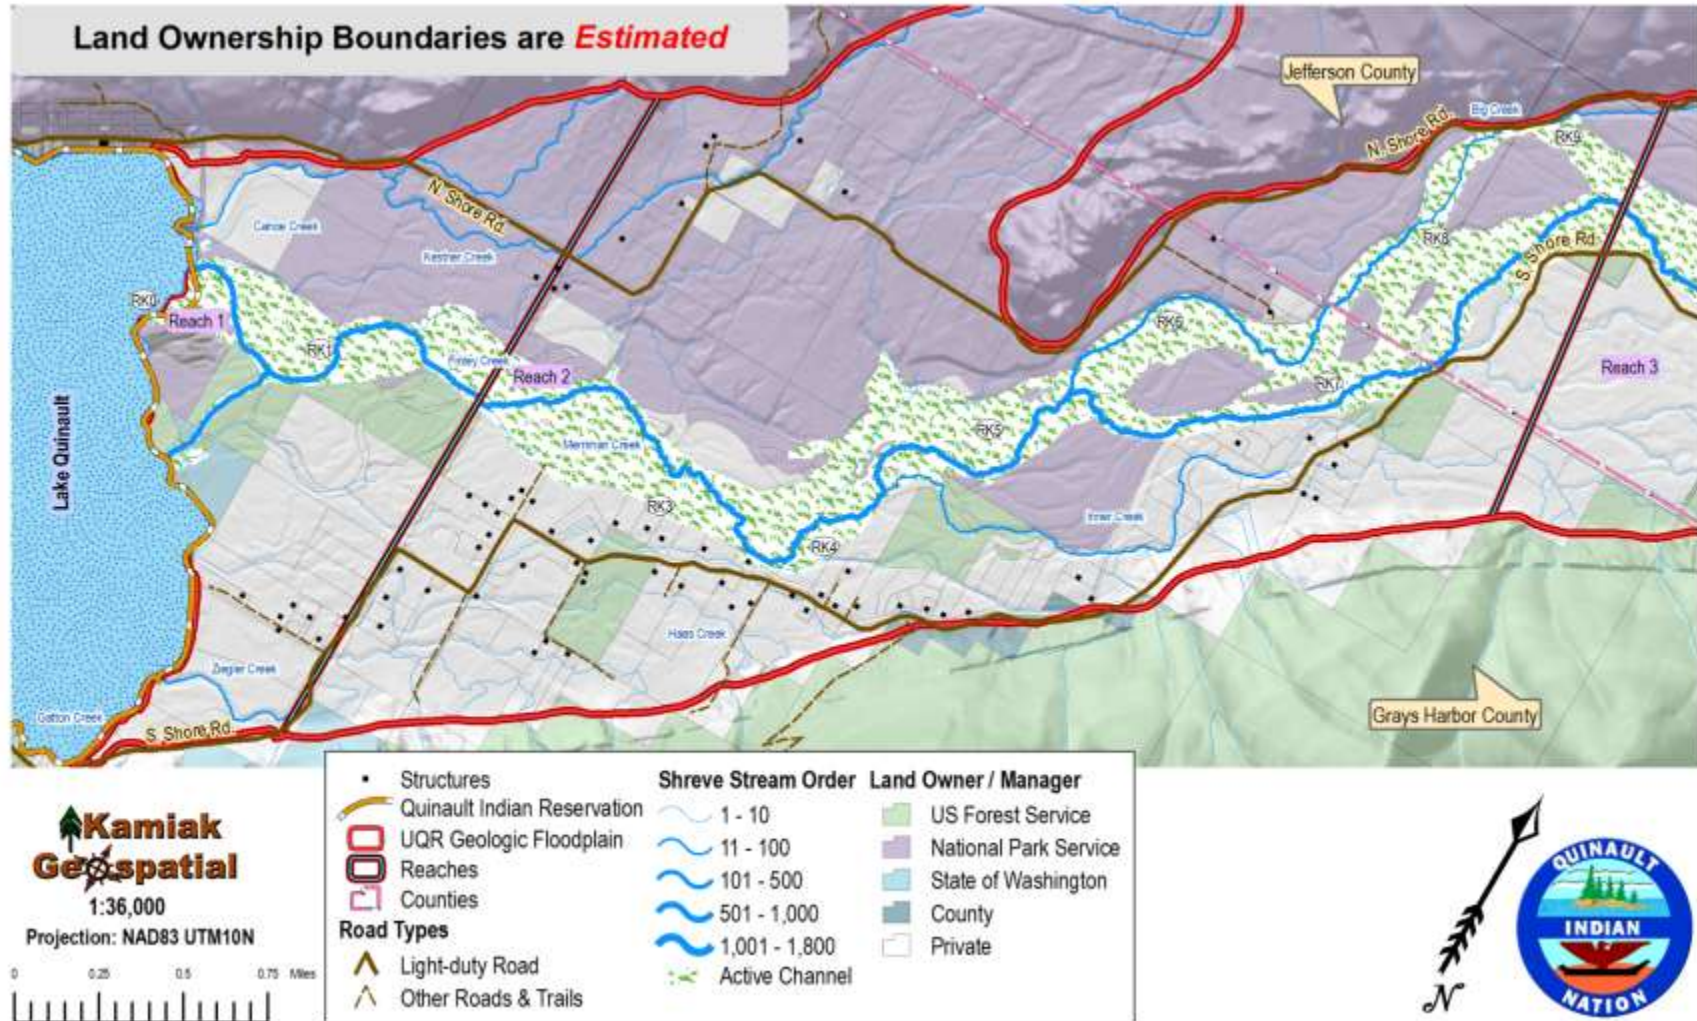 Land Ownership Boundaries are Estimated
Jefferson County
Big Creek
N. Shore Rd.
RK9
N. Shore Rd.
Canoe Creek
Kestner Creek
RK8
S. Shore Rd.
RK0
Reach 1
RK1
Finley Creek
Reach 2
RK6
RK7
Reach 3
Lake Quinault
Merriman Creek
RK5
RK3
RK4
Inner Creek
Haas Creek
Ziegler Creek
Gatton Creek
S. Shore Rd.
Grays Harbor County
Kamiak
Geospatial
1:36,000
Projection: NAD83 UTM10N
0 0.25 0.5 0.75 Miles
Structures
Quinault Indian Reservation
UQR Geologic Floodplain
Reaches
Counties
Road Types
Light-duty Road
Other Roads & Trails
Shreve Stream Order
1 - 10
11 - 100
101 - 500
501 - 1,000
1,001 - 1,800
Active Channel
Land Owner / Manager
US Forest Service
National Park Service
State of Washington
County
Private
N
QUINAULT
INDIAN
NATION